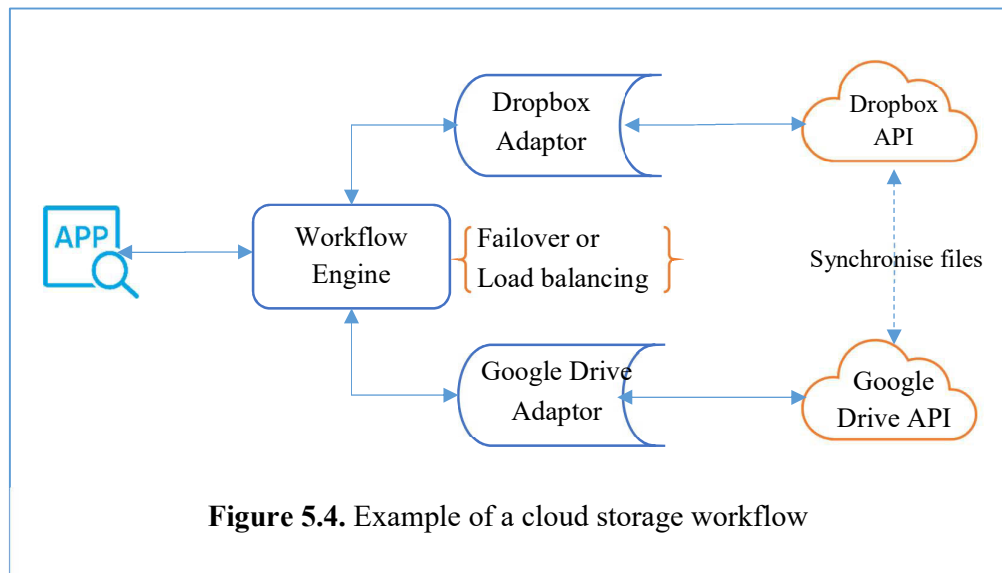 Dropbox
Adaptor
Dropbox
API
APP
Workflow
Engine
Failover or
Load balancing
Synchronise files
Google Drive
Adaptor
Google
Drive API
Figure 5.4. Example of a cloud storage workflow